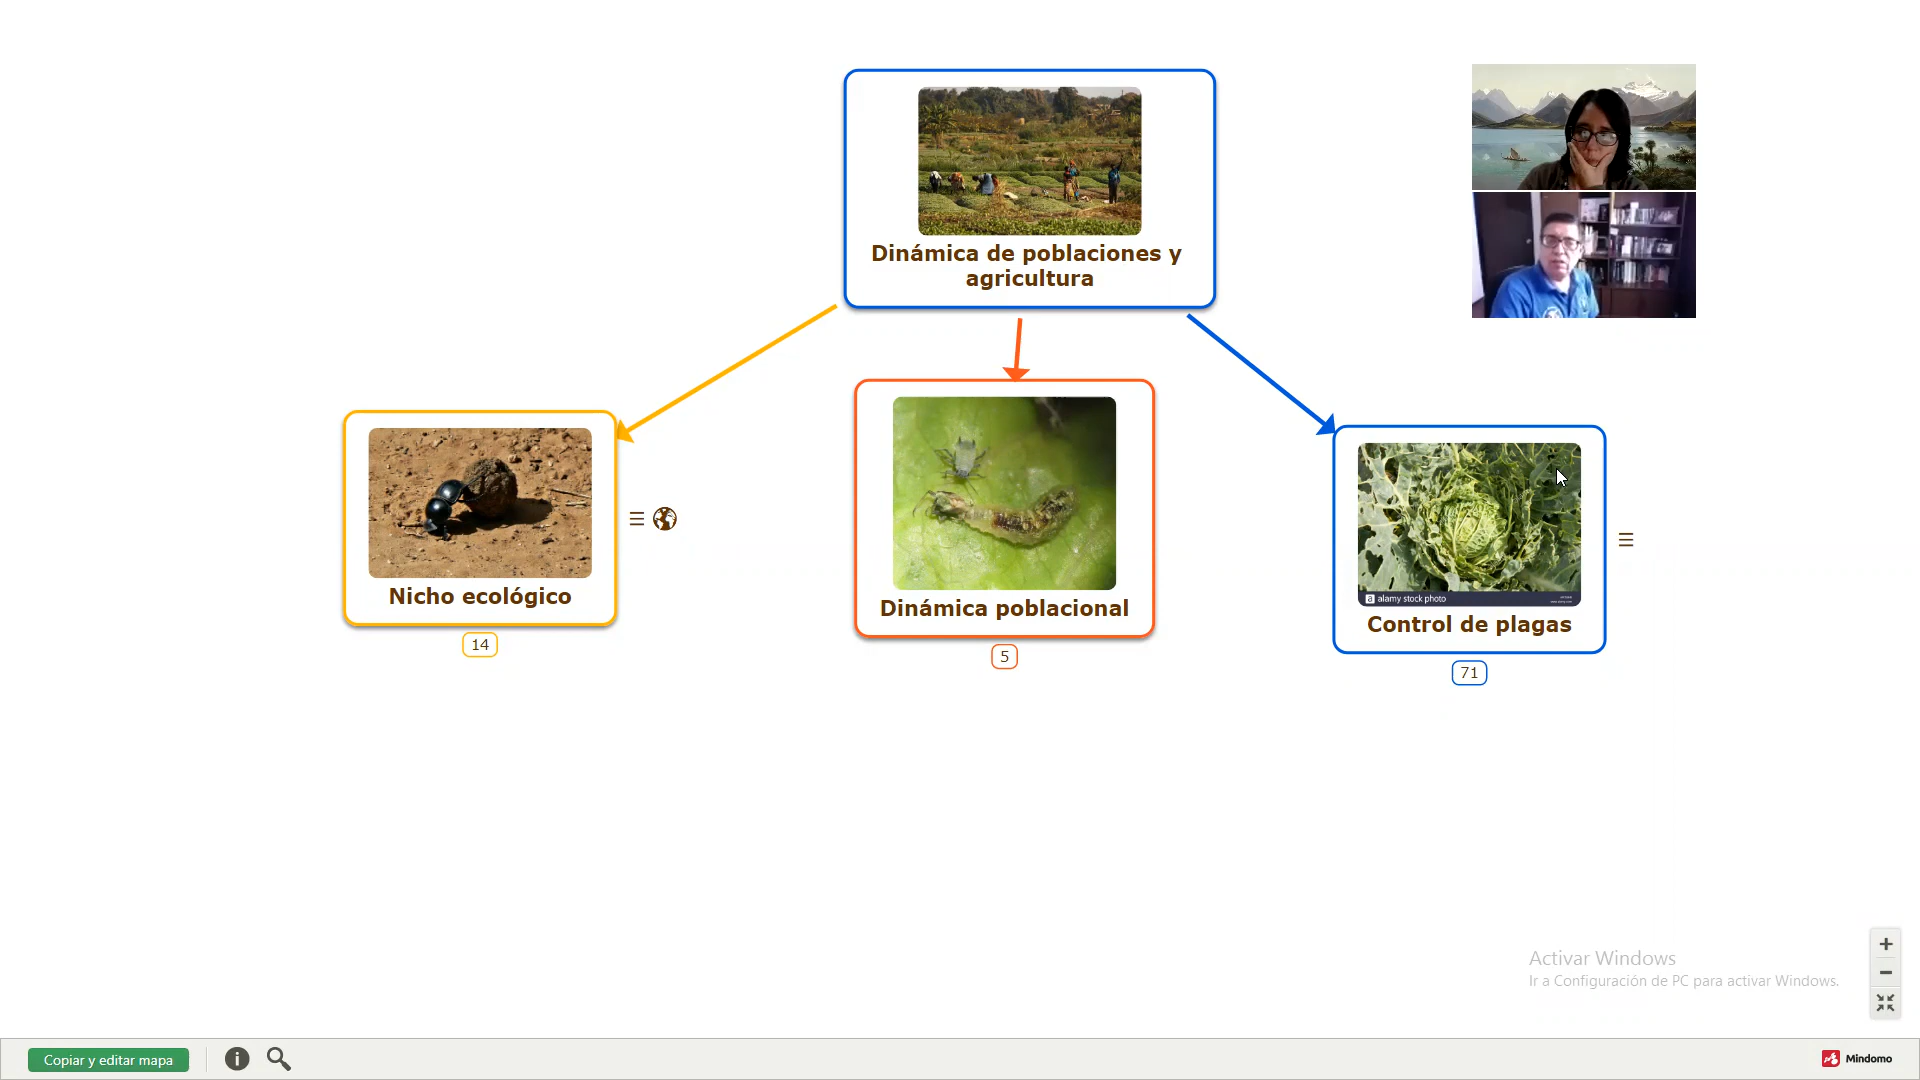 Dinámica de poblaciones y
agricultura
Nicho ecológico
14
Dinámica poblacional
5
a alamy stock photo
Control de plagas
71
Activar Windows
Ir a Configuración de PC para activar Windows.
Copiar y editar mapa
Mindomo